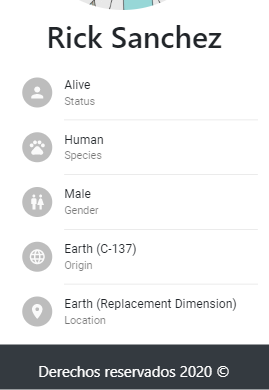 Rick Sanchez
Alive
Status
Human
Species
Male
Gender
Earth (C-137)
Origin
Earth (Replacement Dimension)
Location
Derechos reservados 2020 ©